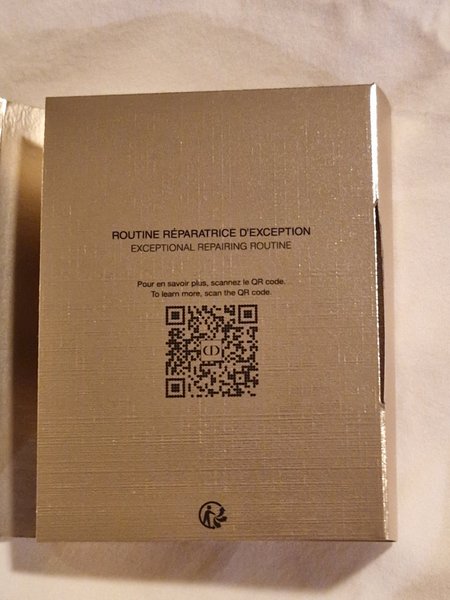 ROUTINE RÉPARATRICE D'EXCEPTION
EXCEPTIONAL REPAIRING ROUTINE
Pour en savoir plus, scannez le QR code.
To learn more, scan the QR code.
CD